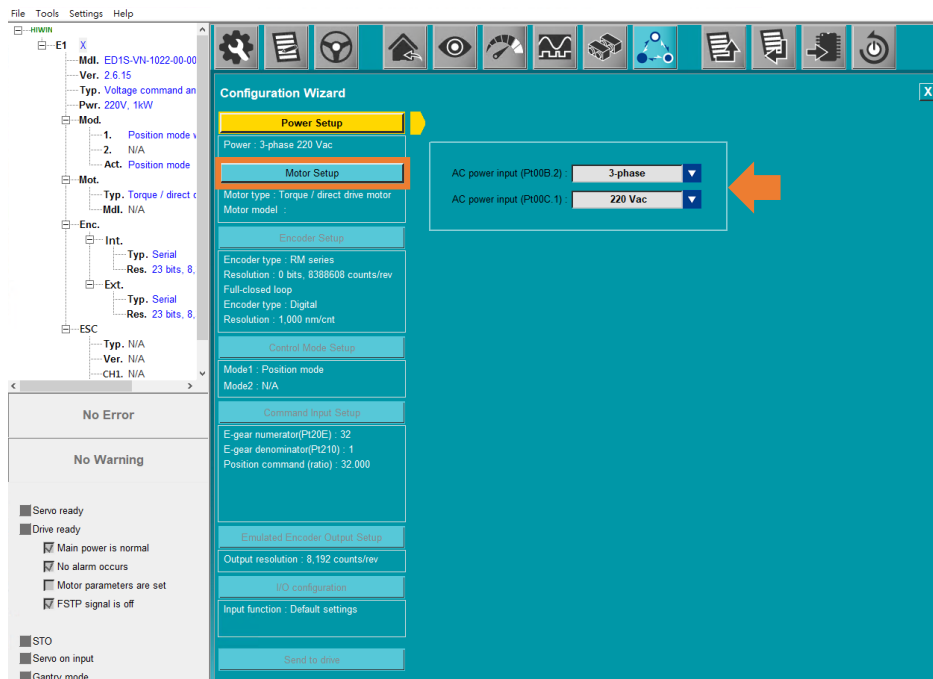 File Tools Settings Help
HIWIN
E1 X
Mdl. ED1S-VN-1022-00-00
Ver. 2.6.15
Typ. Voltage command an
Pwr. 220V, 1kW
Mod.
1. Position mode
2. N/A
Act. Position mode
Mot.
Typ. Torque / direct
Mdl. N/A
Enc.
Int.
Typ. Serial
Res. 23 bits, 8,
Ext.
Typ. Serial
Res. 23 bits, 8,
ESC
Typ. N/A
Ver. N/A
CH1. N/A
No Error
No Warning
Servo ready
Drive ready
Main power is normal
No alarm occurs
Motor parameters are set
FSTP signal is off
STO
Servo on input
Gantry mode
Configuration Wizard
X
Power Setup
Power : 3-phase 220 Vac
Motor Setup
Motor type : Torque / direct drive motor
Motor model :
Encoder Setup
Encoder type : RM series
Resolution : 0 bits, 8388608 counts/rev
Full-closed loop
Encoder type : Digital
Resolution : 1,000 nm/cnt
Control Mode Setup
Mode1 : Position mode
Mode2 : N/A
Command Input Setup
E-gear numerator(Pt20E) : 32
E-gear denominator(Pt210) : 1
Position command (ratio) : 32.000
Emulated Encoder Output Setup
Output resolution : 8,192 counts/rev
I/O configuration
Input function : Default settings
Send to drive
AC power input (Pt00B.2) : 3-phase
AC power input (Pt00C.1) : 220 Vac